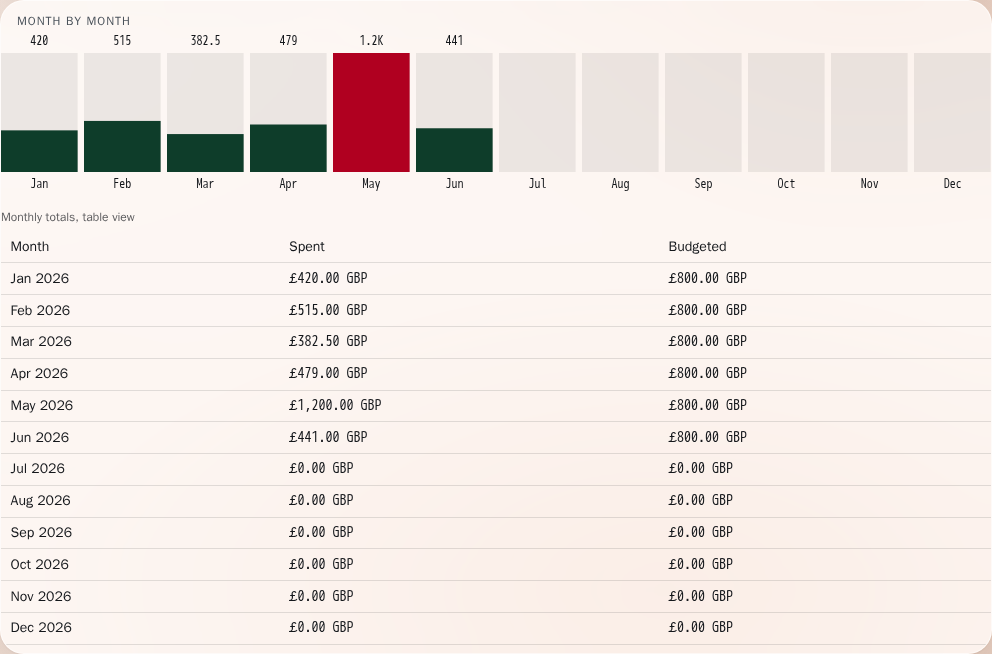 MONTH BY MONTH
420 515 382.5 479 1.2K 441
Jan Feb Mar Apr May Jun Jul Aug Sep Oct Nov Dec
Monthly totals, table view
Month Spent Budgeted
Jan 2026 £420.00 GBP £800.00 GBP
Feb 2026 £515.00 GBP £800.00 GBP
Mar 2026 £382.50 GBP £800.00 GBP
Apr 2026 £479.00 GBP £800.00 GBP
May 2026 £1,200.00 GBP £800.00 GBP
Jun 2026 £441.00 GBP £800.00 GBP
Jul 2026 £0.00 GBP £0.00 GBP
Aug 2026 £0.00 GBP £0.00 GBP
Sep 2026 £0.00 GBP £0.00 GBP
Oct 2026 £0.00 GBP £0.00 GBP
Nov 2026 £0.00 GBP £0.00 GBP
Dec 2026 £0.00 GBP £0.00 GBP